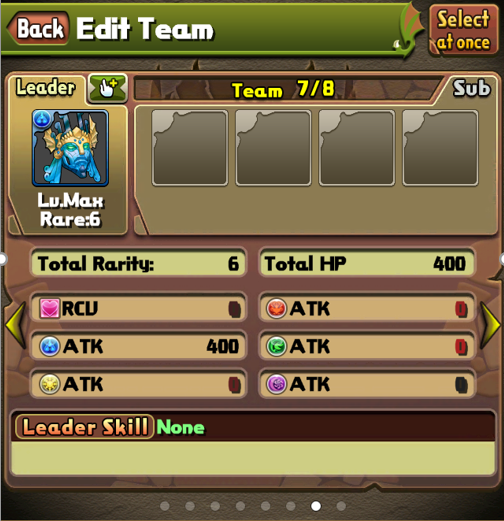 Back Edit Team Select at once
Leader Team 7/8 Sub
Lv.Max
Rare:6
Total Rarity: 6 Total HP 400
RCV 0 ATK 0
ATK 400 ATK 0
ATK 0 ATK 0
Leader Skill None